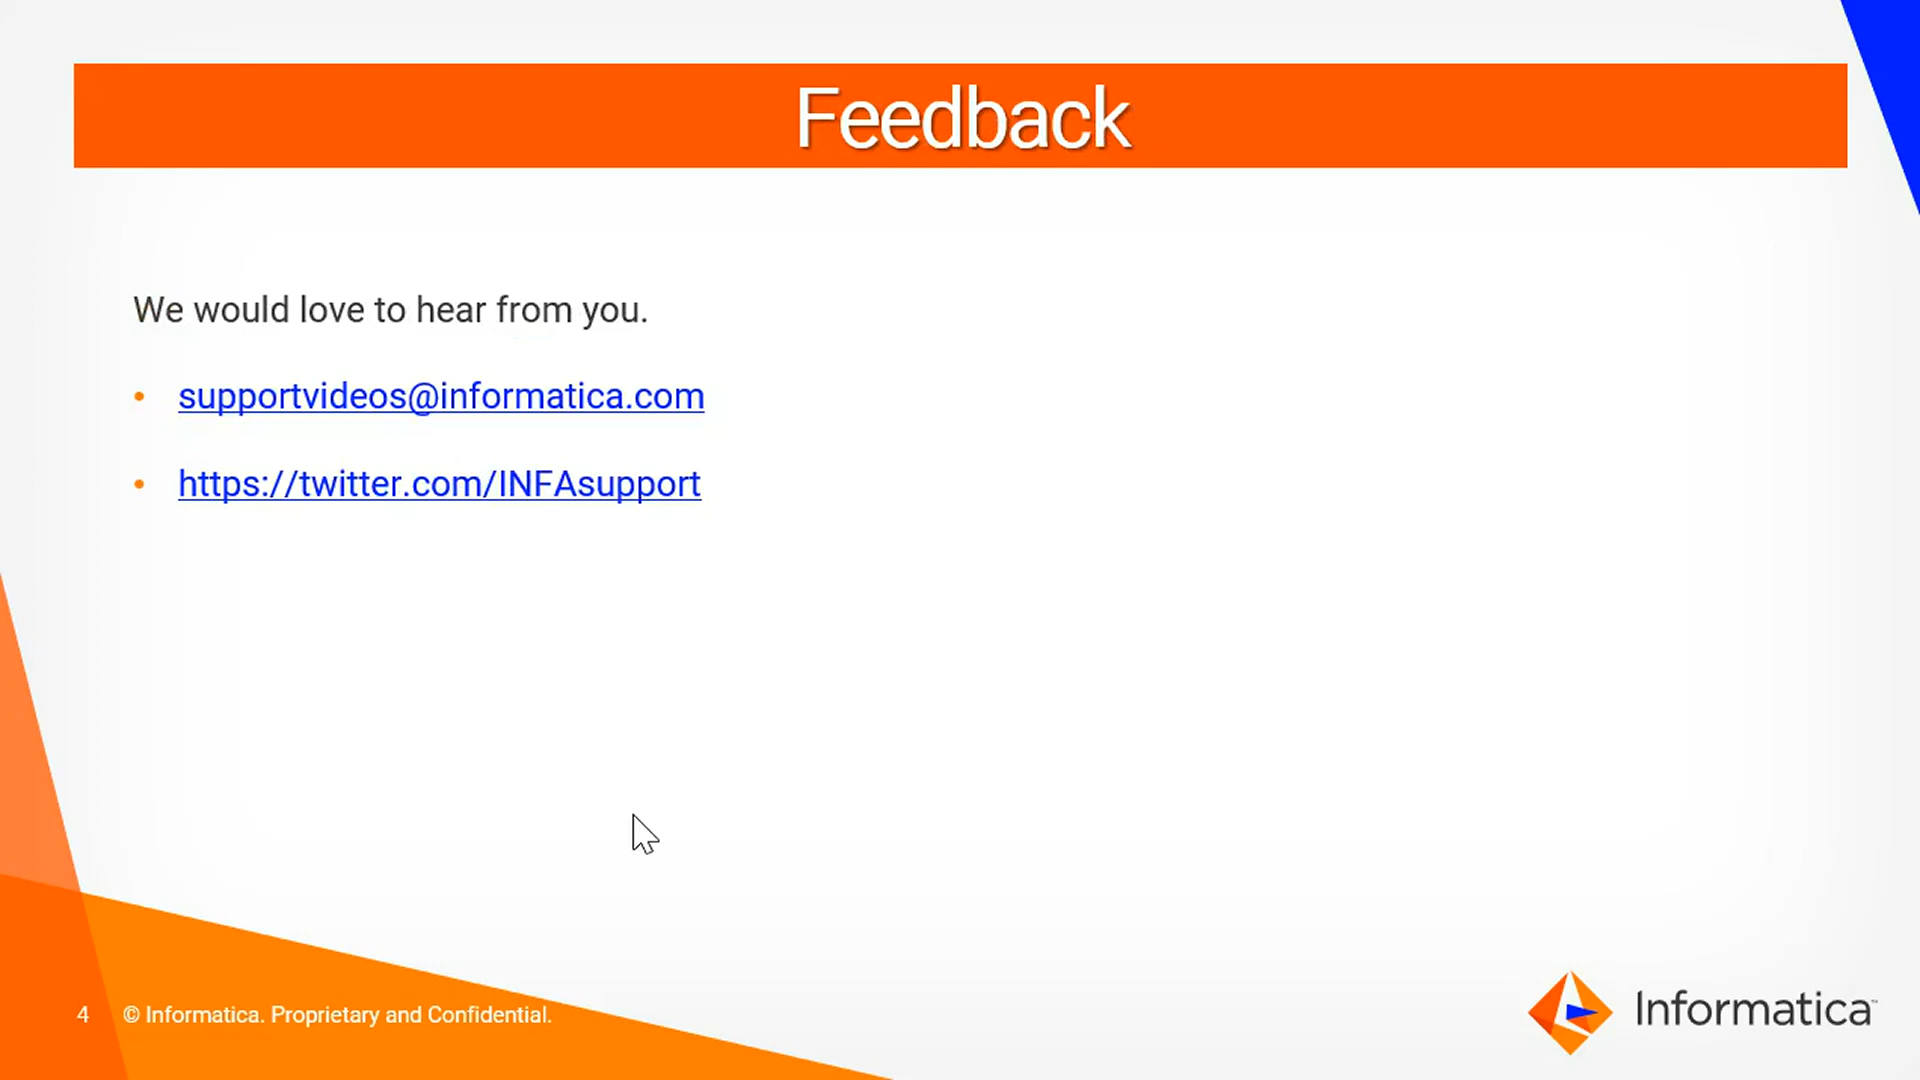 Feedback
We would love to hear from you.
• supportvideos@informatica.com
• https://twitter.com/INFAsupport
4 © Informatica. Proprietary and Confidential.
Informatica™